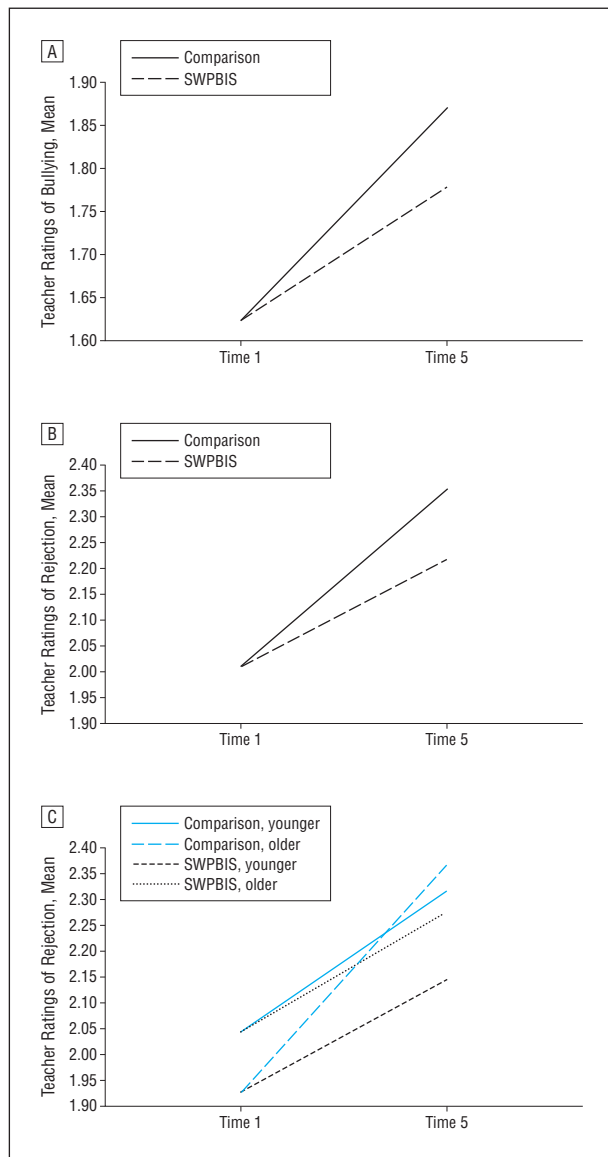 A
Comparison
SWPBIS
1.90
1.85
1.80
1.75
1.70
1.65
1.60
Teacher Ratings of Bullying, Mean
Time 1 Time 5
B
Comparison
SWPBIS
2.40
2.35
2.30
2.25
2.20
2.15
2.10
2.05
2.00
1.95
1.90
Teacher Ratings of Rejection, Mean
Time 1 Time 5
C
Comparison, younger
Comparison, older
SWPBIS, younger
SWPBIS, older
2.40
2.35
2.30
2.25
2.20
2.15
2.10
2.05
2.00
1.95
1.90
Teacher Ratings of Rejection, Mean
Time 1 Time 5